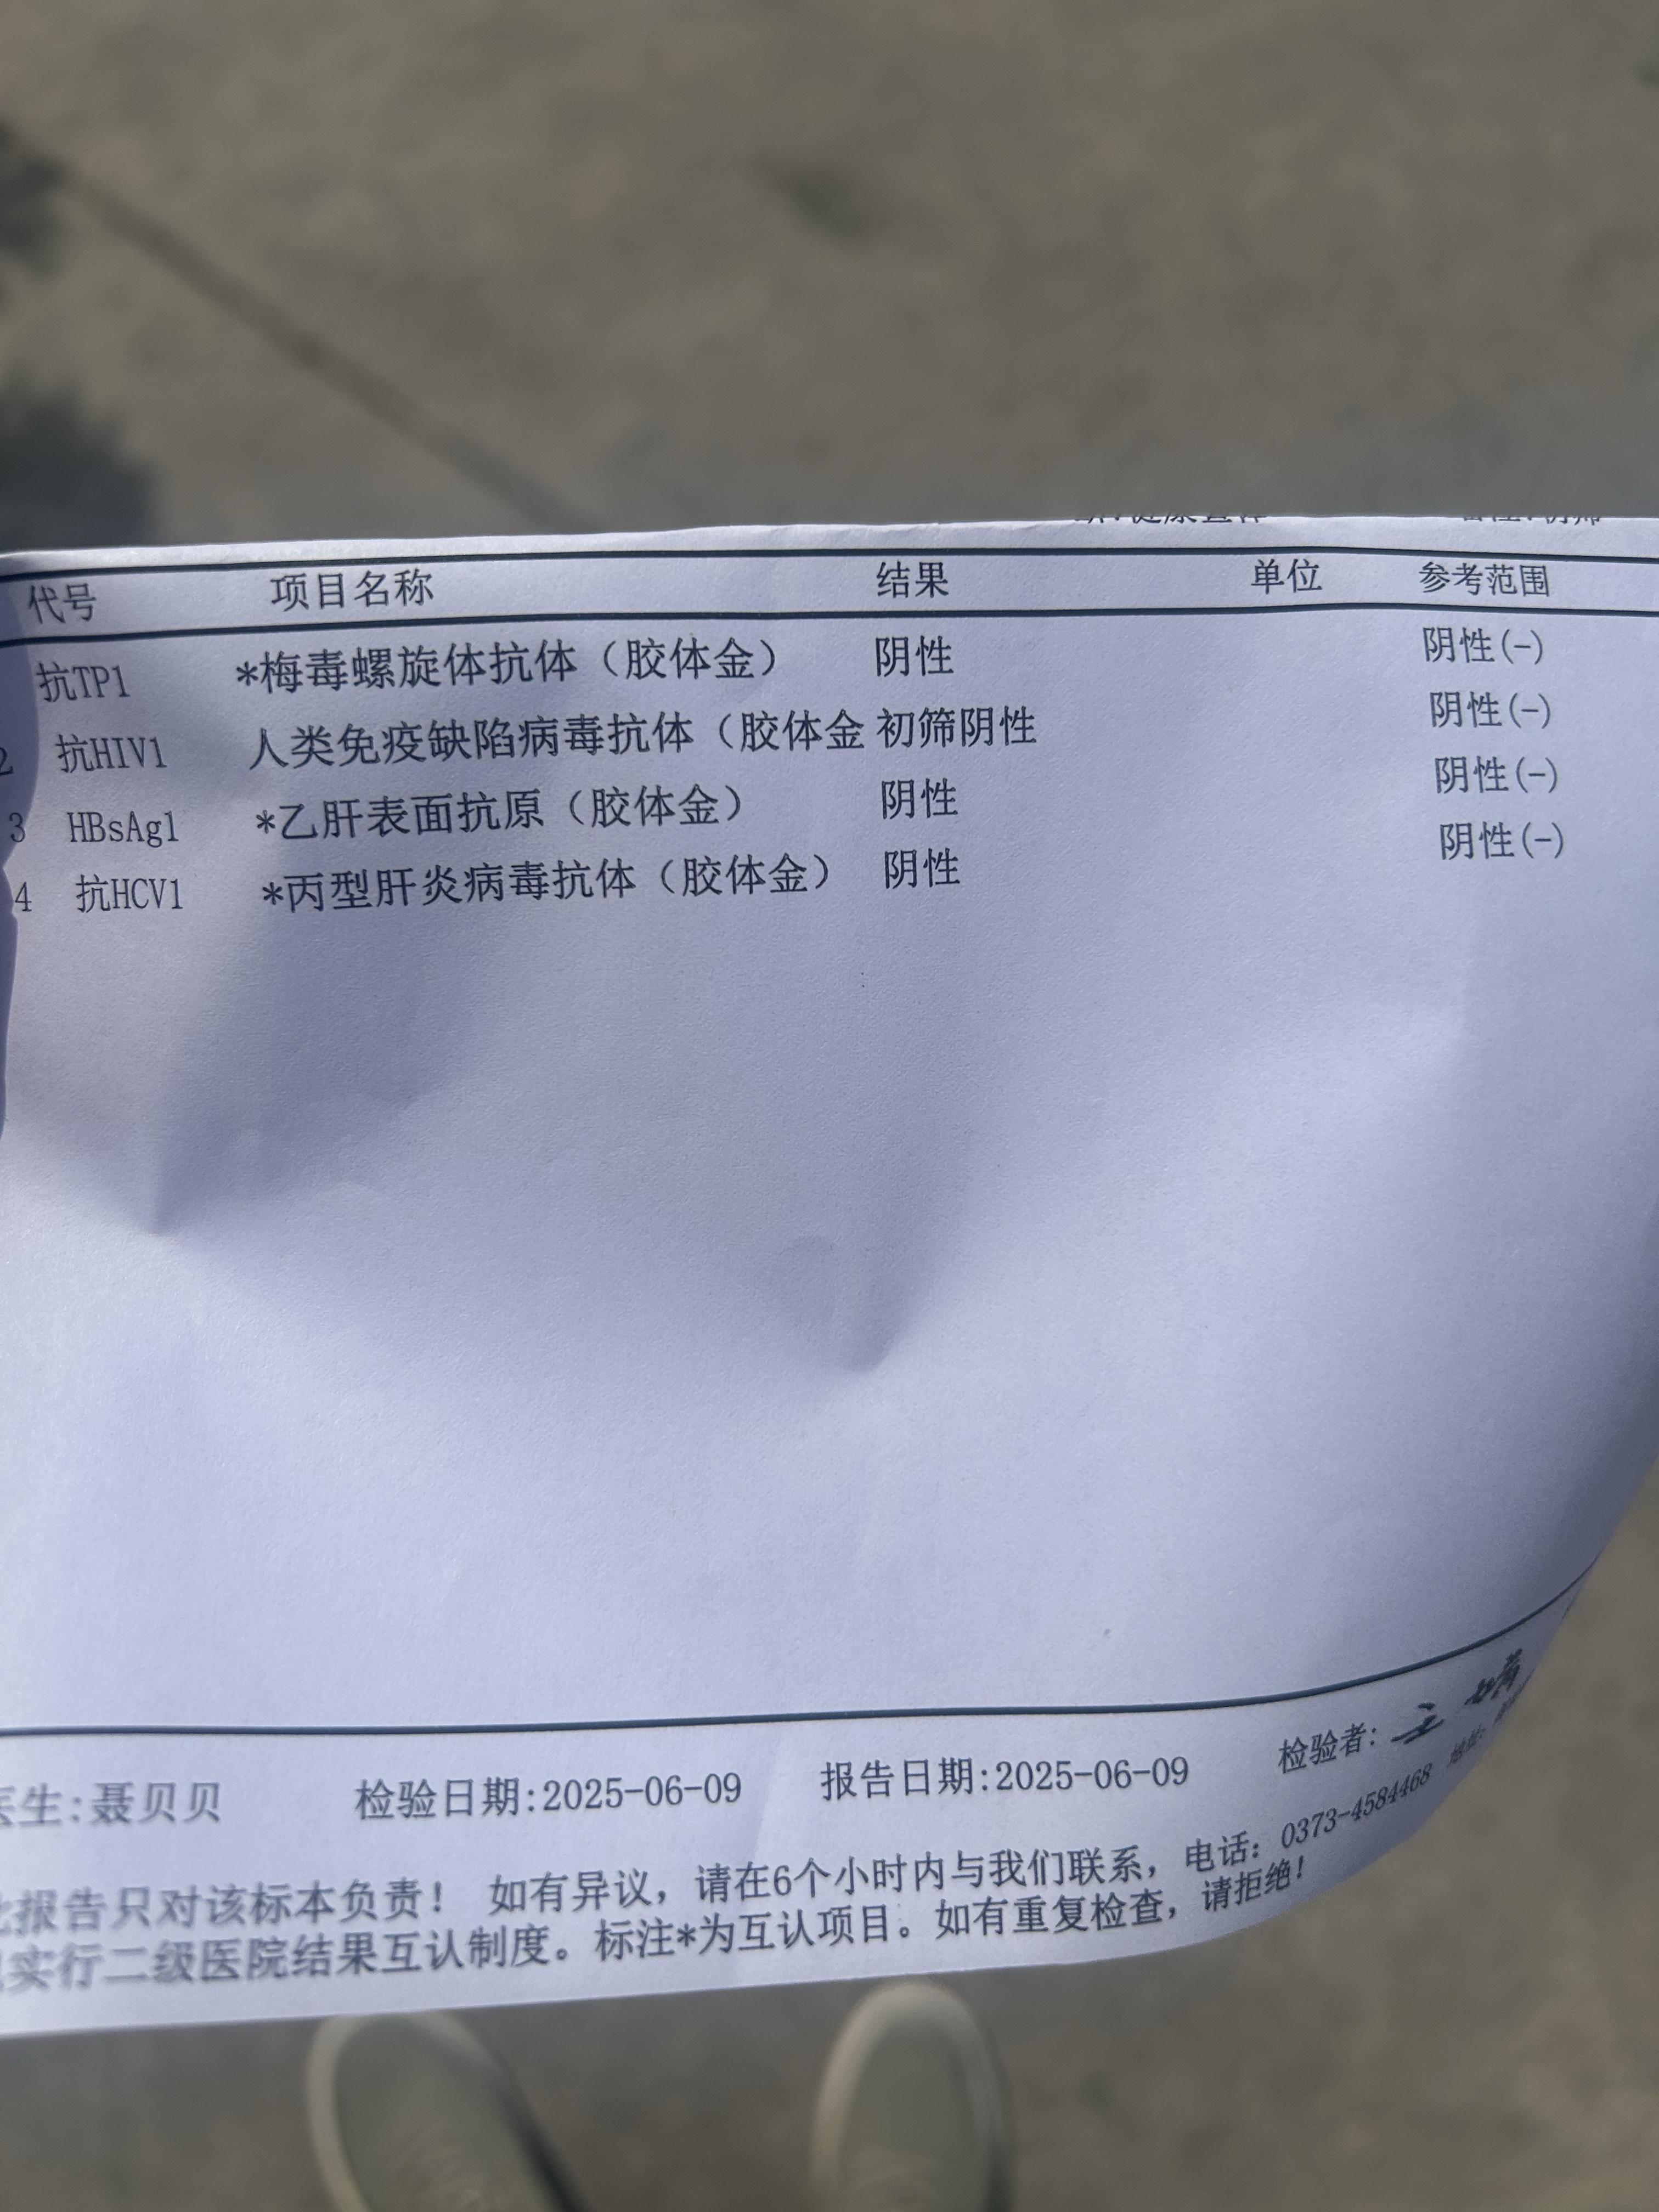 代号 项目名称 结果 单位 参考范围
抗TP1 *梅毒螺旋体抗体（胶体金） 阴性 阴性(-)
2 抗HIV1 人类免疫缺陷病毒抗体（胶体金 初筛阴性 阴性(-)
3 HBsAg1 *乙肝表面抗原（胶体金） 阴性 阴性(-)
4 抗HCV1 *丙型肝炎病毒抗体（胶体金） 阴性 阴性(-)
医生:聂贝贝 检验日期:2025-06-09 报告日期:2025-06-09 检验者:
此报告只对该标本负责！ 如有异议，请在6个小时内与我们联系，电话：0373-4584468 地址:
实行二级医院结果互认制度。标注*为互认项目。如有重复检查，请拒绝！